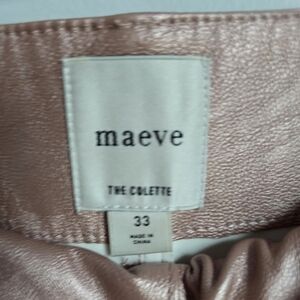 maeve
THE COLETTE
33
MADE IN
CHINA